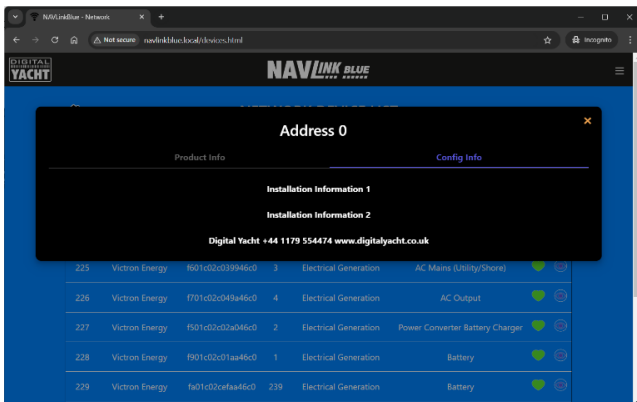 NAVLinkBlue - Network
Not secure navlinkblue.local/devices.html
Incognito
DIGITAL
YACHT
NAVLINK BLUE
Address 0
Product Info Config Info
Installation Information 1
Installation Information 2
Digital Yacht +44 1179 554474 www.digitalyacht.co.uk
225 Victron Energy f601c02c039946c0 3 Electrical Generation AC Mains (Utility/Shore)
226 Victron Energy f701c02c049a46c0 4 Electrical Generation AC Output
227 Victron Energy f501c02c02a046c0 2 Electrical Generation Power Converter Battery Charger
228 Victron Energy f901c02c01aa46c0 1 Electrical Generation Battery
229 Victron Energy fa01c02cefaa46c0 239 Electrical Generation Battery